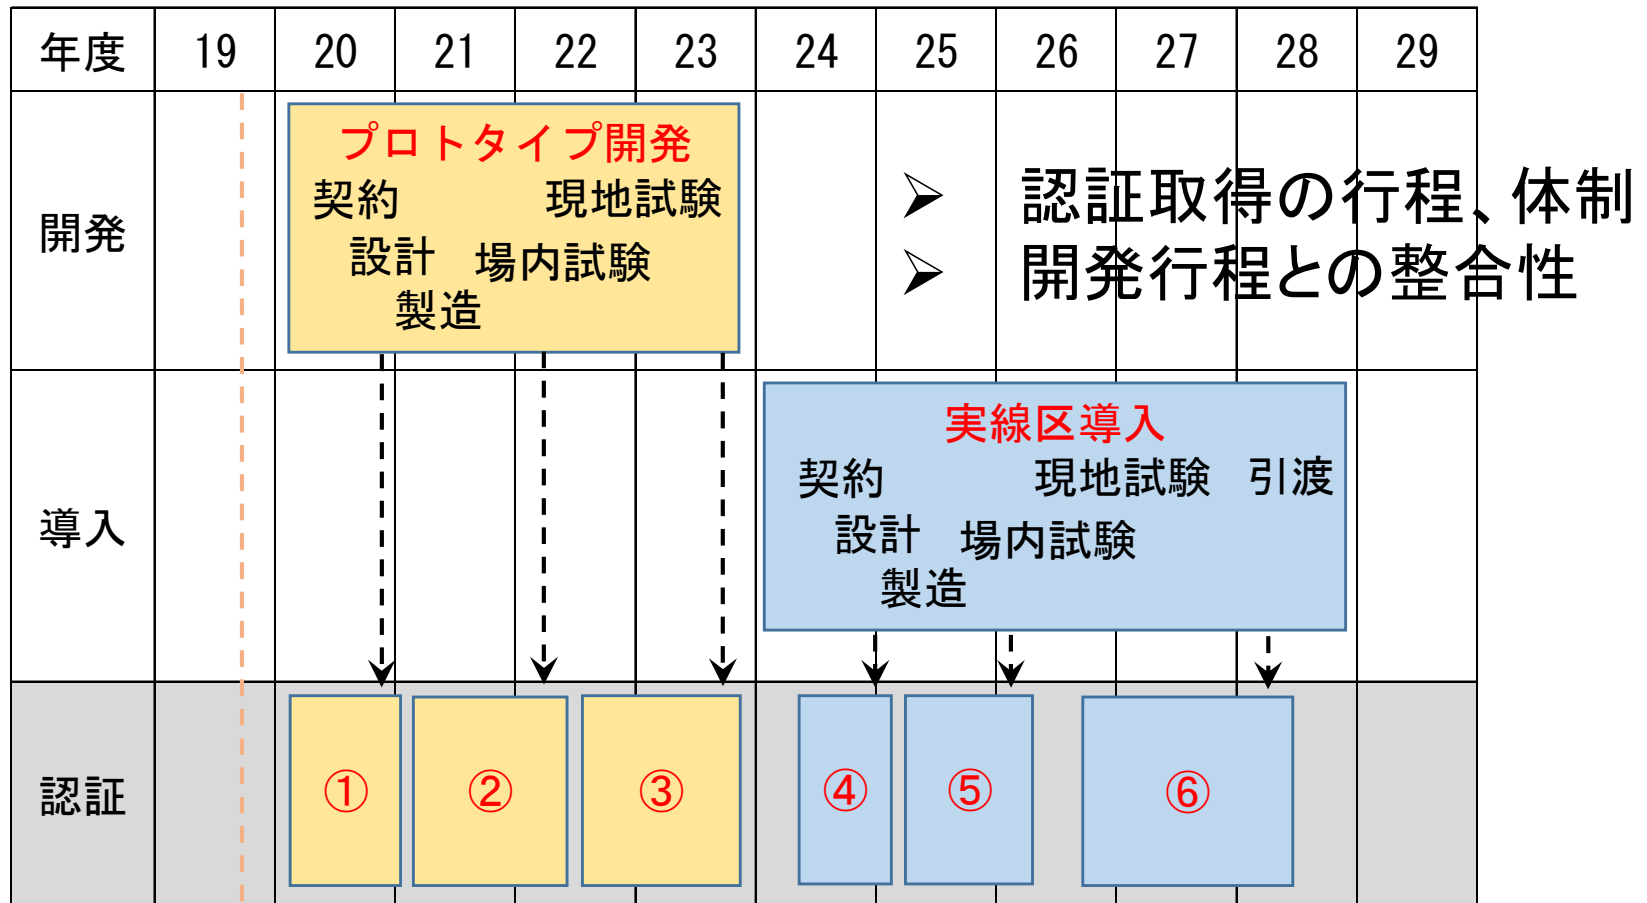 年度 19 20 21 22 23 24 25 26 27 28 29
開発
プロトタイプ開発
契約 現地試験
設計 場内試験
製造
➢ 認証取得の行程、体制
➢ 開発行程との整合性
導入
実線区導入
契約 現地試験 引渡
設計 場内試験
製造
認証 ① ② ③ ④ ⑤ ⑥